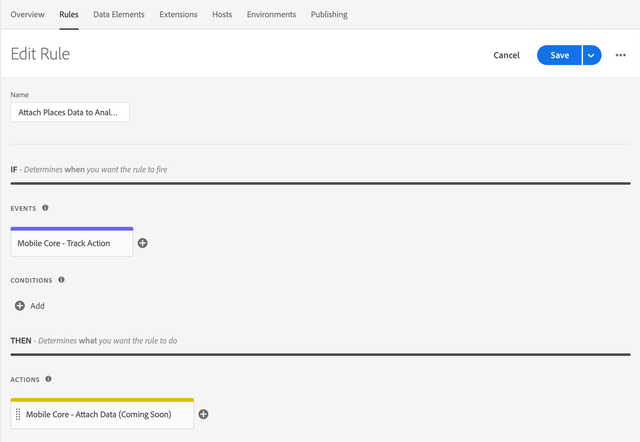 Overview Rules Data Elements Extensions Hosts Environments Publishing
Edit Rule
Cancel Save
Name
Attach Places Data to Anal...
IF - Determines when you want the rule to fire
EVENTS
Mobile Core - Track Action
CONDITIONS
Add
THEN - Determines what you want the rule to do
ACTIONS
Mobile Core - Attach Data (Coming Soon)